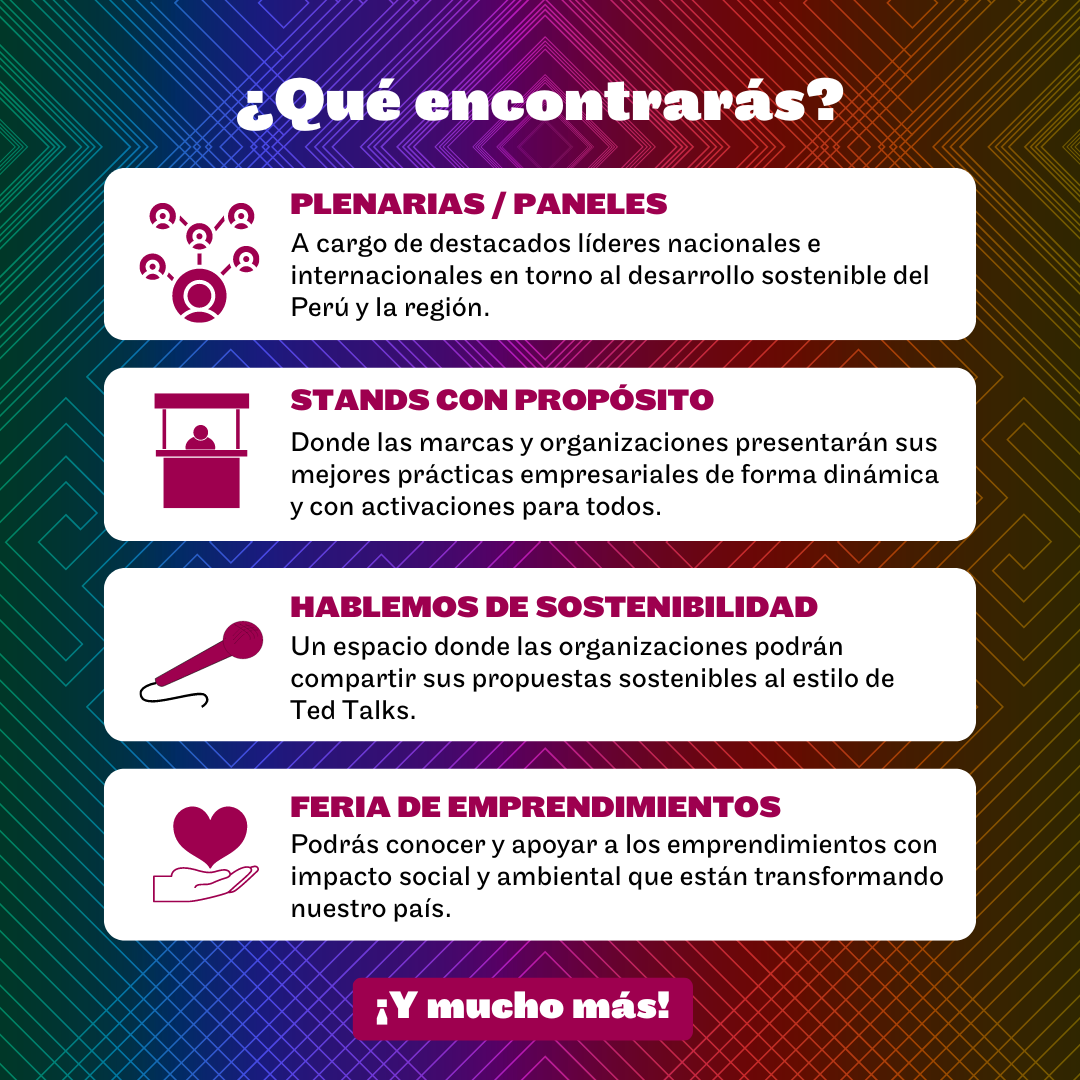 ¿Qué encontrarás?
PLENARIAS / PANELES
A cargo de destacados líderes nacionales e
internacionales en torno al desarrollo sostenible del
Perú y la región.
STANDS CON PROPÓSITO
Donde las marcas y organizaciones presentarán sus
mejores prácticas empresariales de forma dinámica
y con activaciones para todos.
HABLEMOS DE SOSTENIBILIDAD
Un espacio donde las organizaciones podrán
compartir sus propuestas sostenibles al estilo de
Ted Talks.
FERIA DE EMPRENDIMIENTOS
Podrás conocer y apoyar a los emprendimientos con
impacto social y ambiental que están transformando
nuestro país.
¡Y mucho más!